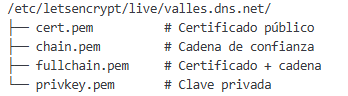 /etc/letsencrypt/live/valles.dns.net/
├── cert.pem # Certificado público
├── chain.pem # Cadena de confianza
├── fullchain.pem # Certificado + cadena
└── privkey.pem # Clave privada